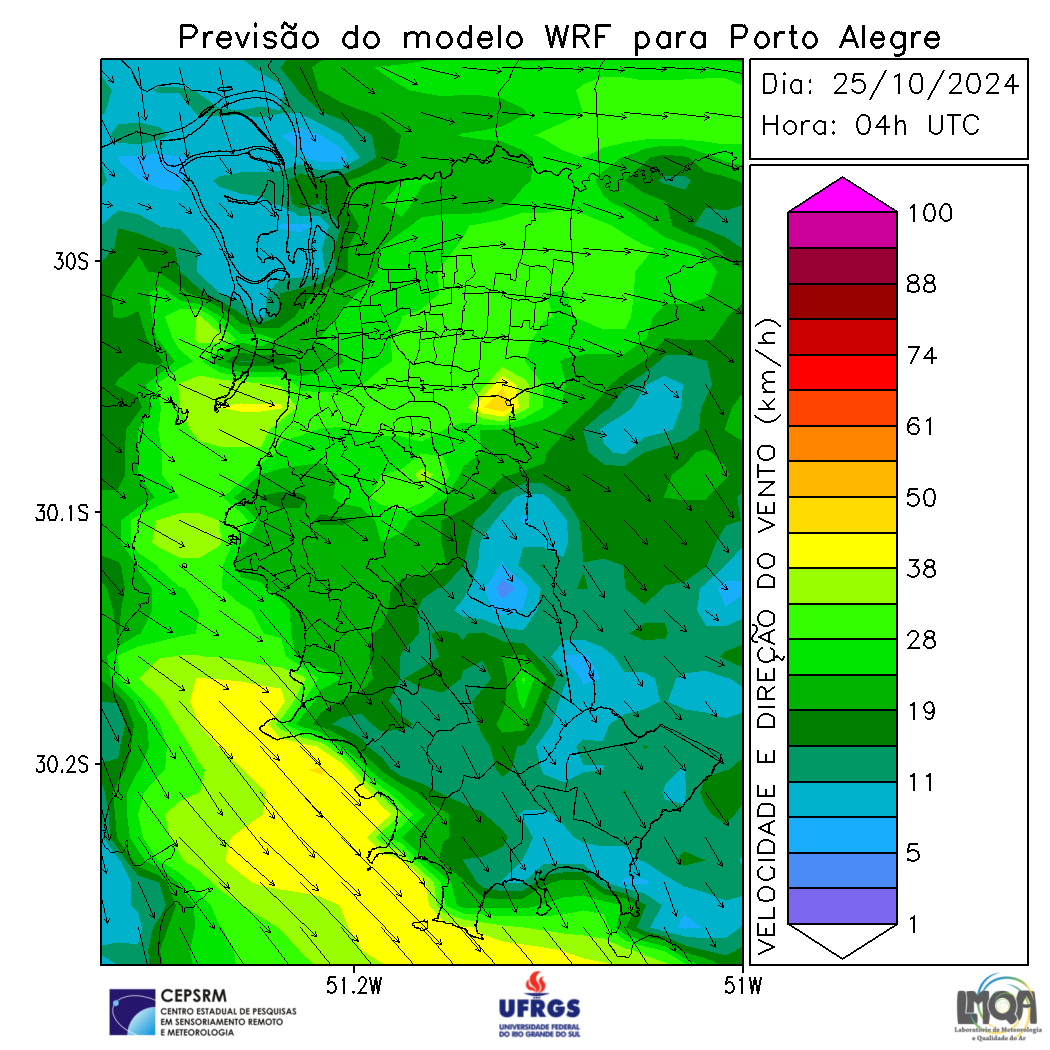 Previsão do modelo WRF para Porto Alegre
Dia: 25/10/2024
Hora: 04h UTC
30S
30.1S
30.2S
51.2W
51W
VELOCIDADE E DIREÇÃO DO VENTO (km/h)
100
88
74
61
50
38
28
19
11
5
1
CEPSRM
CENTRO ESTADUAL DE PESQUISAS
EM SENSORIAMENTO REMOTO
E METEOROLOGIA
UFRGS
UNIVERSIDADE FEDERAL
DO RIO GRANDE DO SUL
LMQA
Laboratório de Meteorologia
e Qualidade do Ar